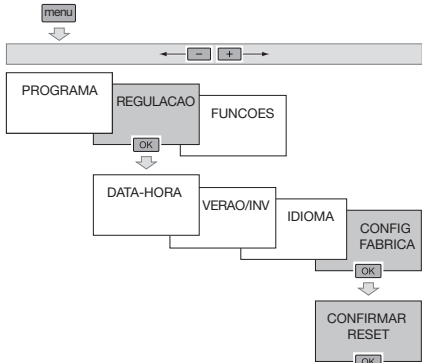 menu
− +
PROGRAMA
REGULACAO
FUNCOES
OK
DATA-HORA
VERAO/INV
IDIOMA
CONFIG
FABRICA
OK
CONFIRMAR
RESET
OK